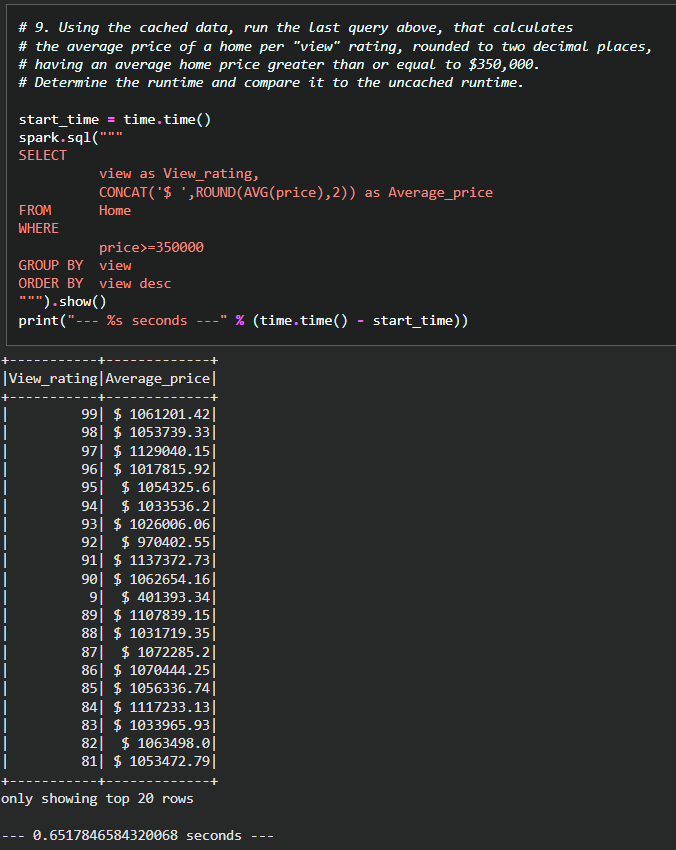 # 9. Using the cached data, run the last query above, that calculates
# the average price of a home per "view" rating, rounded to two decimal places,
# having an average home price greater than or equal to $350,000.
# Determine the runtime and compare it to the uncached runtime.
start_time = time.time()
spark.sql("""
SELECT
view as View_rating,
CONCAT('$ ',ROUND(AVG(price),2)) as Average_price
FROM Home
WHERE
price>=350000
GROUP BY view
ORDER BY view desc
""").show()
print("--- %s seconds ---" % (time.time() - start_time))
+-----------+-------------+
|View_rating|Average_price|
+-----------+-------------+
| 99| $ 1061201.42|
| 98| $ 1053739.33|
| 97| $ 1129040.15|
| 96| $ 1017815.92|
| 95| $ 1054325.6|
| 94| $ 1033536.2|
| 93| $ 1026006.06|
| 92| $ 970402.55|
| 91| $ 1137372.73|
| 90| $ 1062654.16|
| 9| $ 401393.34|
| 89| $ 1107839.15|
| 88| $ 1031719.35|
| 87| $ 1072285.2|
| 86| $ 1070444.25|
| 85| $ 1056336.74|
| 84| $ 1117233.13|
| 83| $ 1033965.93|
| 82| $ 1063498.0|
| 81| $ 1053472.79|
+-----------+-------------+
only showing top 20 rows
--- 0.6517846584320068 seconds ---